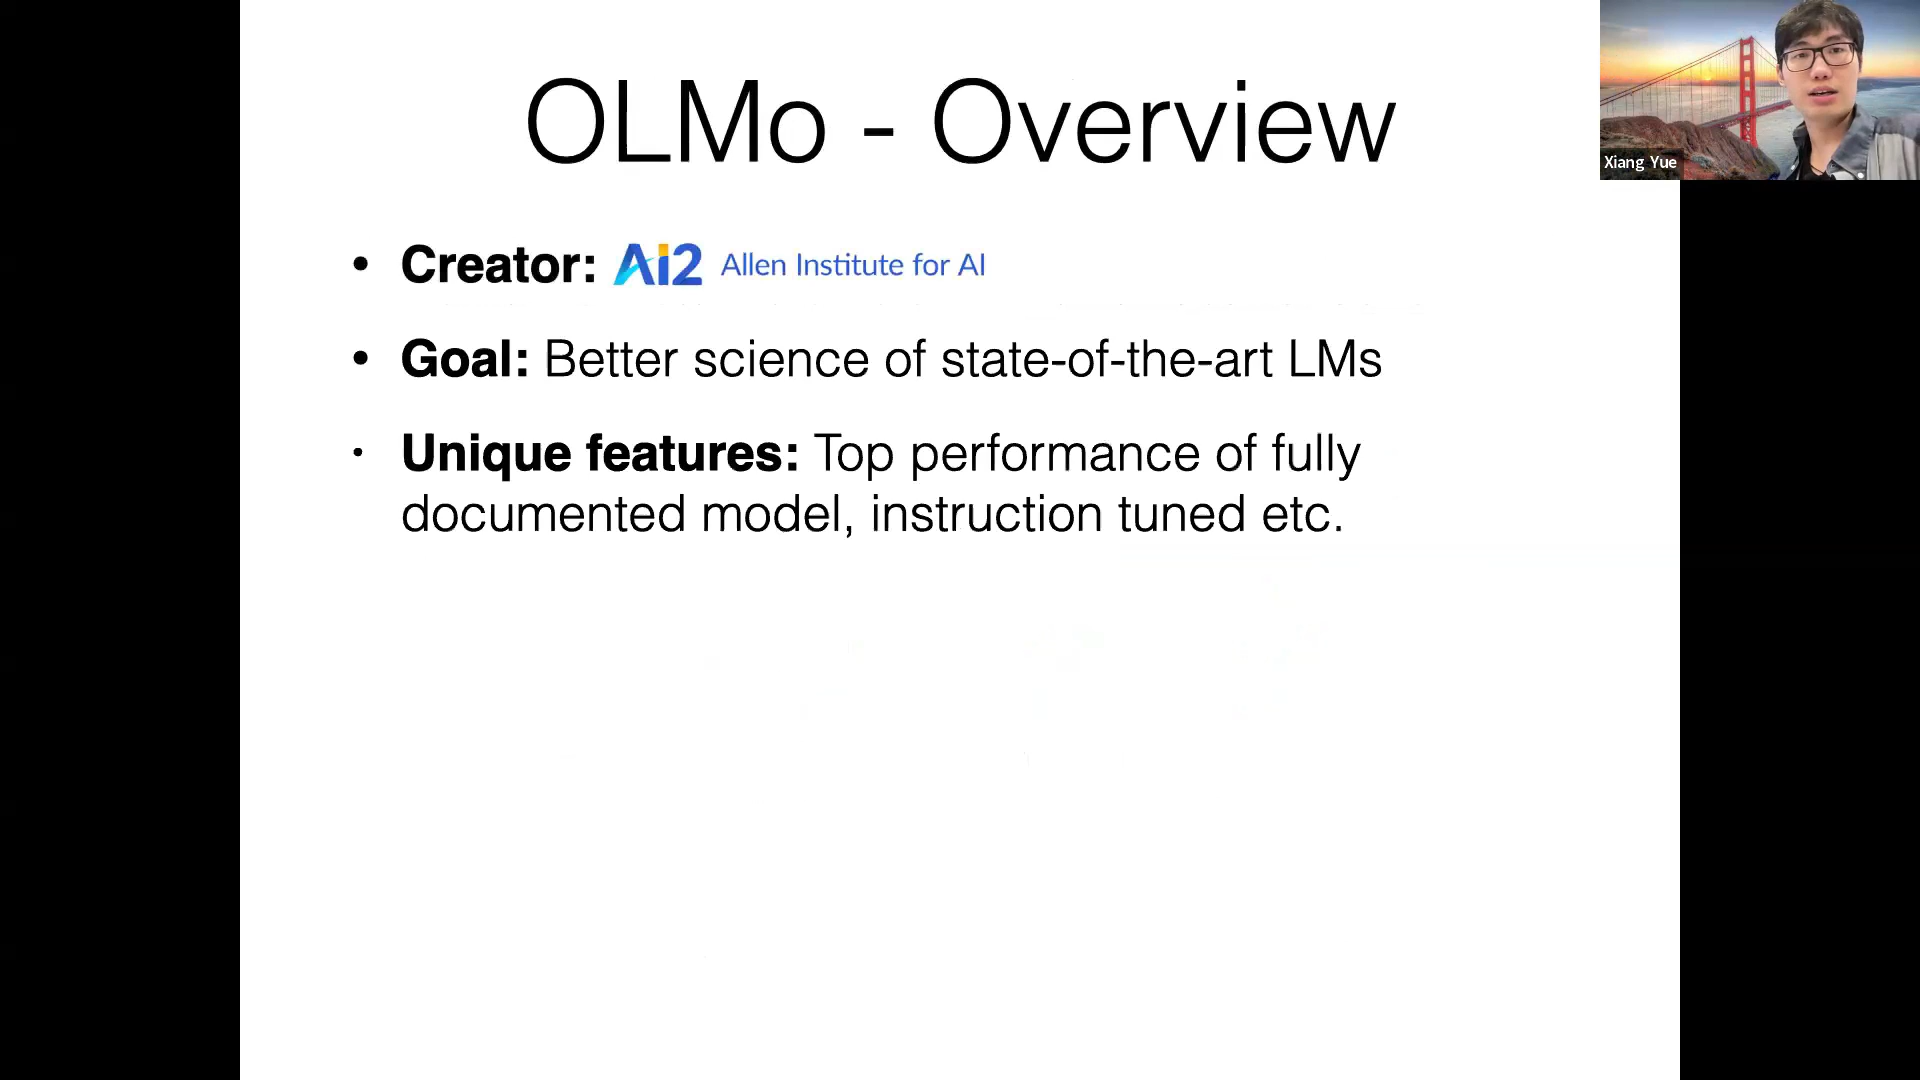 OLMo - Overview
Xiang Yue
• Creator: Ai2 Allen Institute for AI
• Goal: Better science of state-of-the-art LMs
• Unique features: Top performance of fully
documented model, instruction tuned etc.